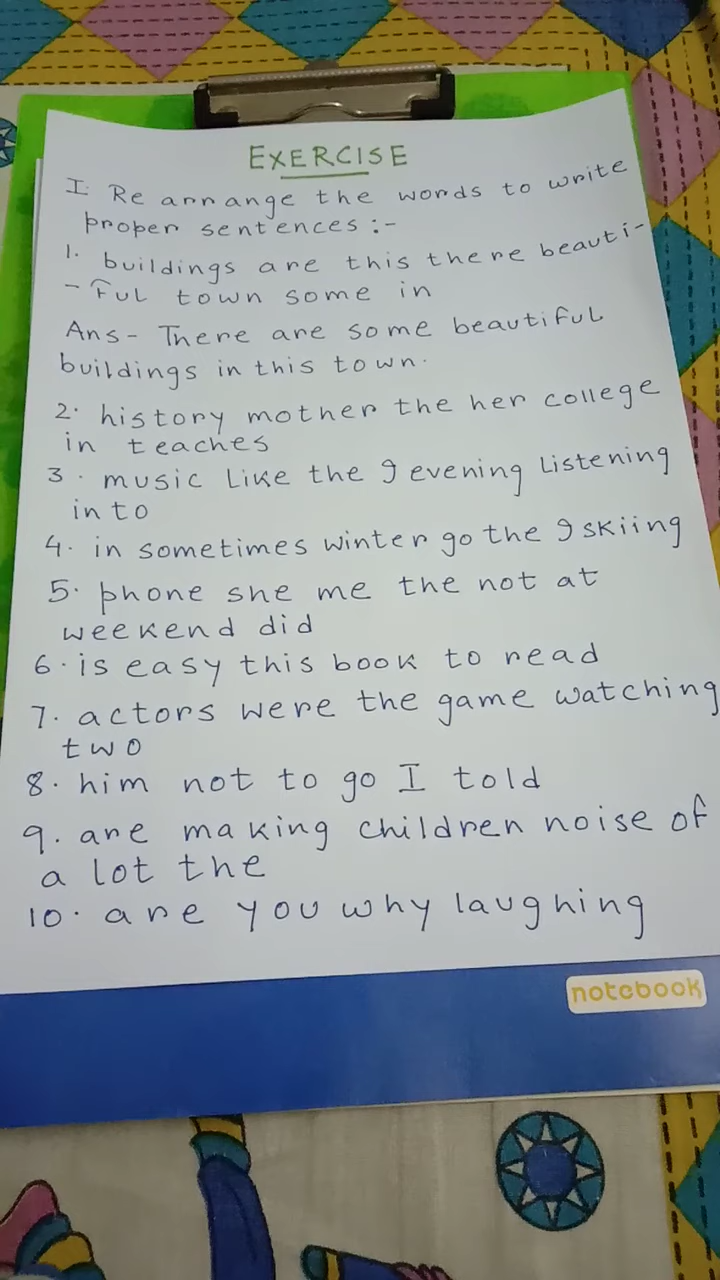 EXERCISE
I. Re arrange the words to write
proper sentences :-
1. buildings are this there beauti-
- ful town some in
Ans- There are some beautiful
buildings in this town.
2. history mother the her college
in teaches
3. music like the I evening listening
in to
4. in sometimes winter go the I skiing
5. phone she me the not at
weekend did
6. is easy this book to read
7. actors were the game watching
two
8. him not to go I told
9. are making children noise of
a lot the
10. are you why laughing
notebook